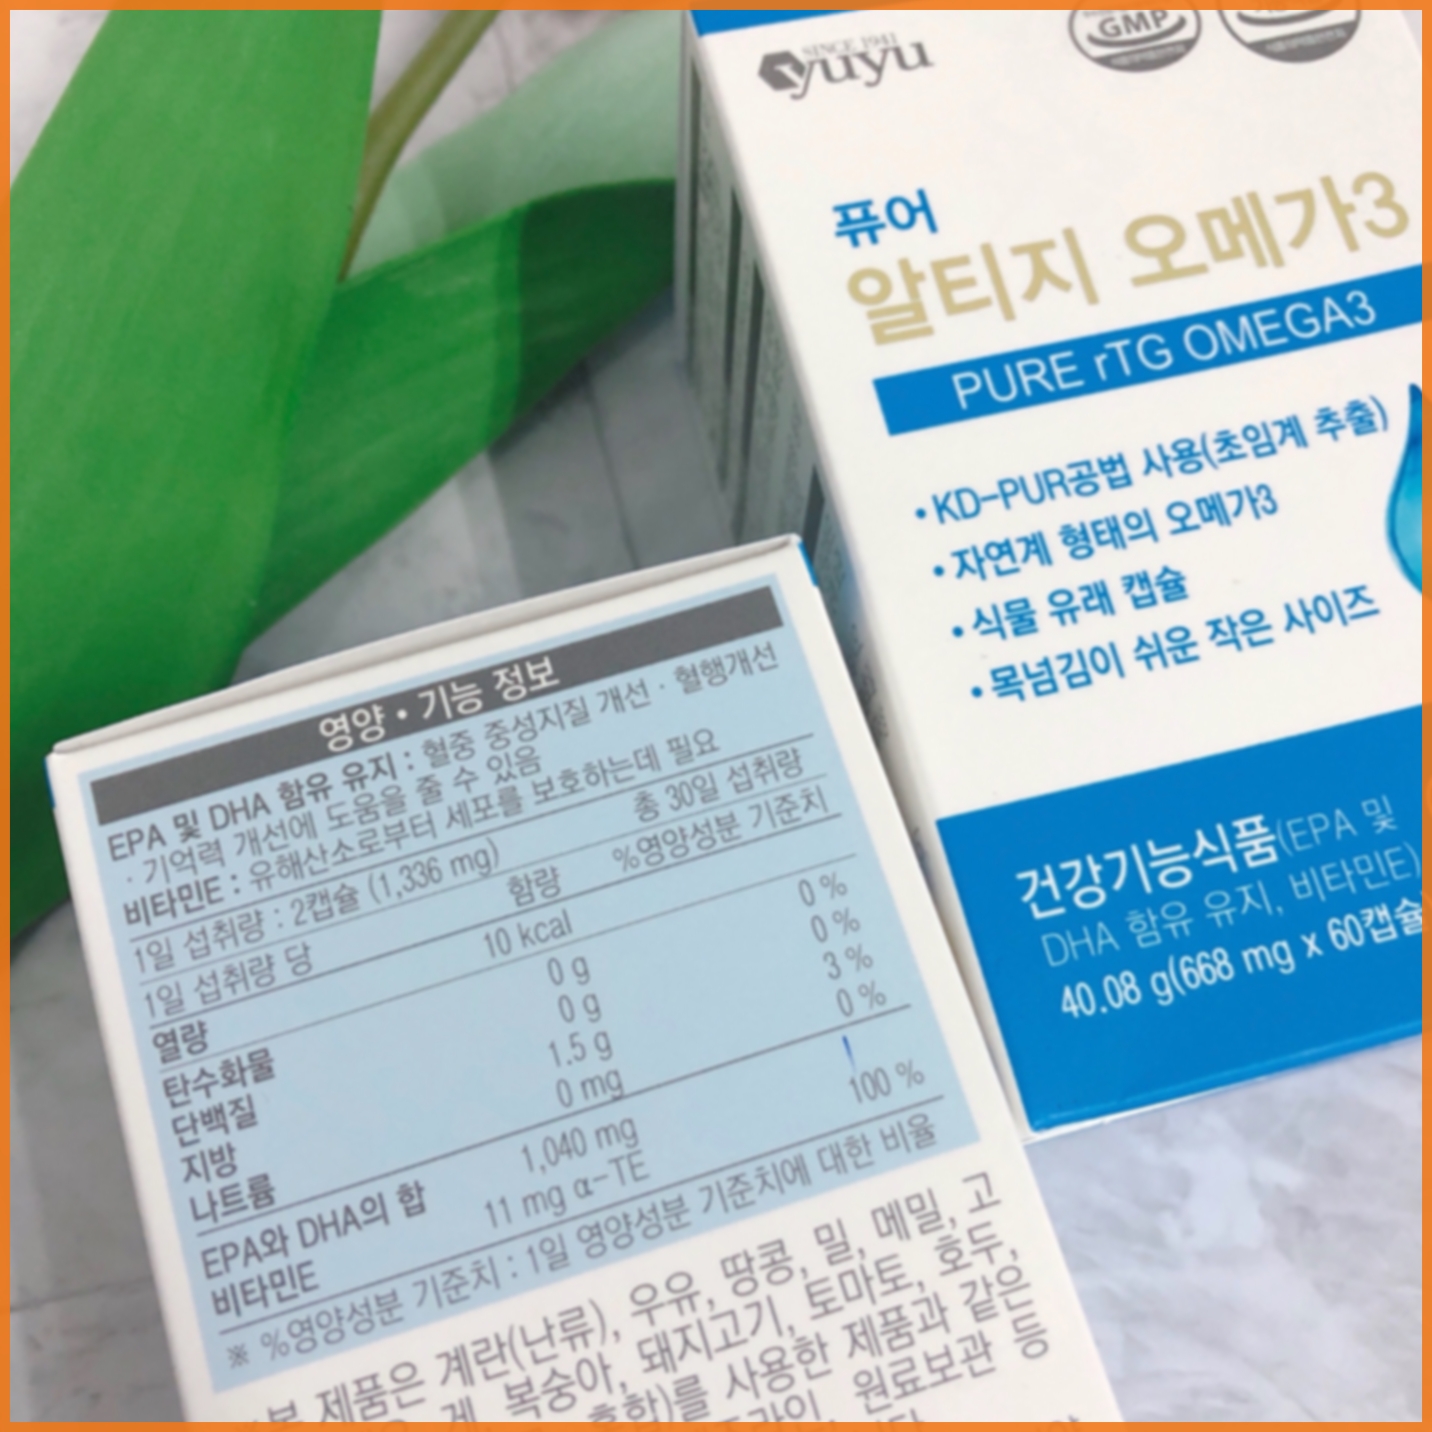 SINCE 1941
yuyu
GMP
퓨어
알티지 오메가3
PURE rTG OMEGA3
• KD-PUR공법 사용(초임계 추출)
• 자연계 형태의 오메가3
• 식물 유래 캡슐
• 목넘김이 쉬운 작은 사이즈
건강기능식품(EPA 및
DHA 함유 유지, 비타민E)
40.08 g(668 mg x 60캡슐
영양 • 기능 정보
EPA 및 DHA 함유 유지 : 혈중 중성지질 개선 · 혈행개선
· 기억력 개선에 도움을 줄 수 있음
비타민E : 유해산소로부터 세포를 보호하는데 필요
1일 섭취량 : 2캡슐 (1,336 mg) 총 30일 섭취량
1일 섭취량 당 함량 %영양성분 기준치
열량 10 kcal
탄수화물 0 g 0 %
단백질 0 g 0 %
지방 1.5 g 3 %
나트륨 0 mg 0 %
EPA와 DHA의 합 1,040 mg
비타민E 11 mg α-TE 100 %
※ %영양성분 기준치 : 1일 영양성분 기준치에 대한 비율
본 제품은 계란(난류), 우유, 땅콩, 밀, 메밀, 고
게, 복숭아, 돼지고기, 토마토, 호두,
를 사용한 제품과 같은
원료보관 등